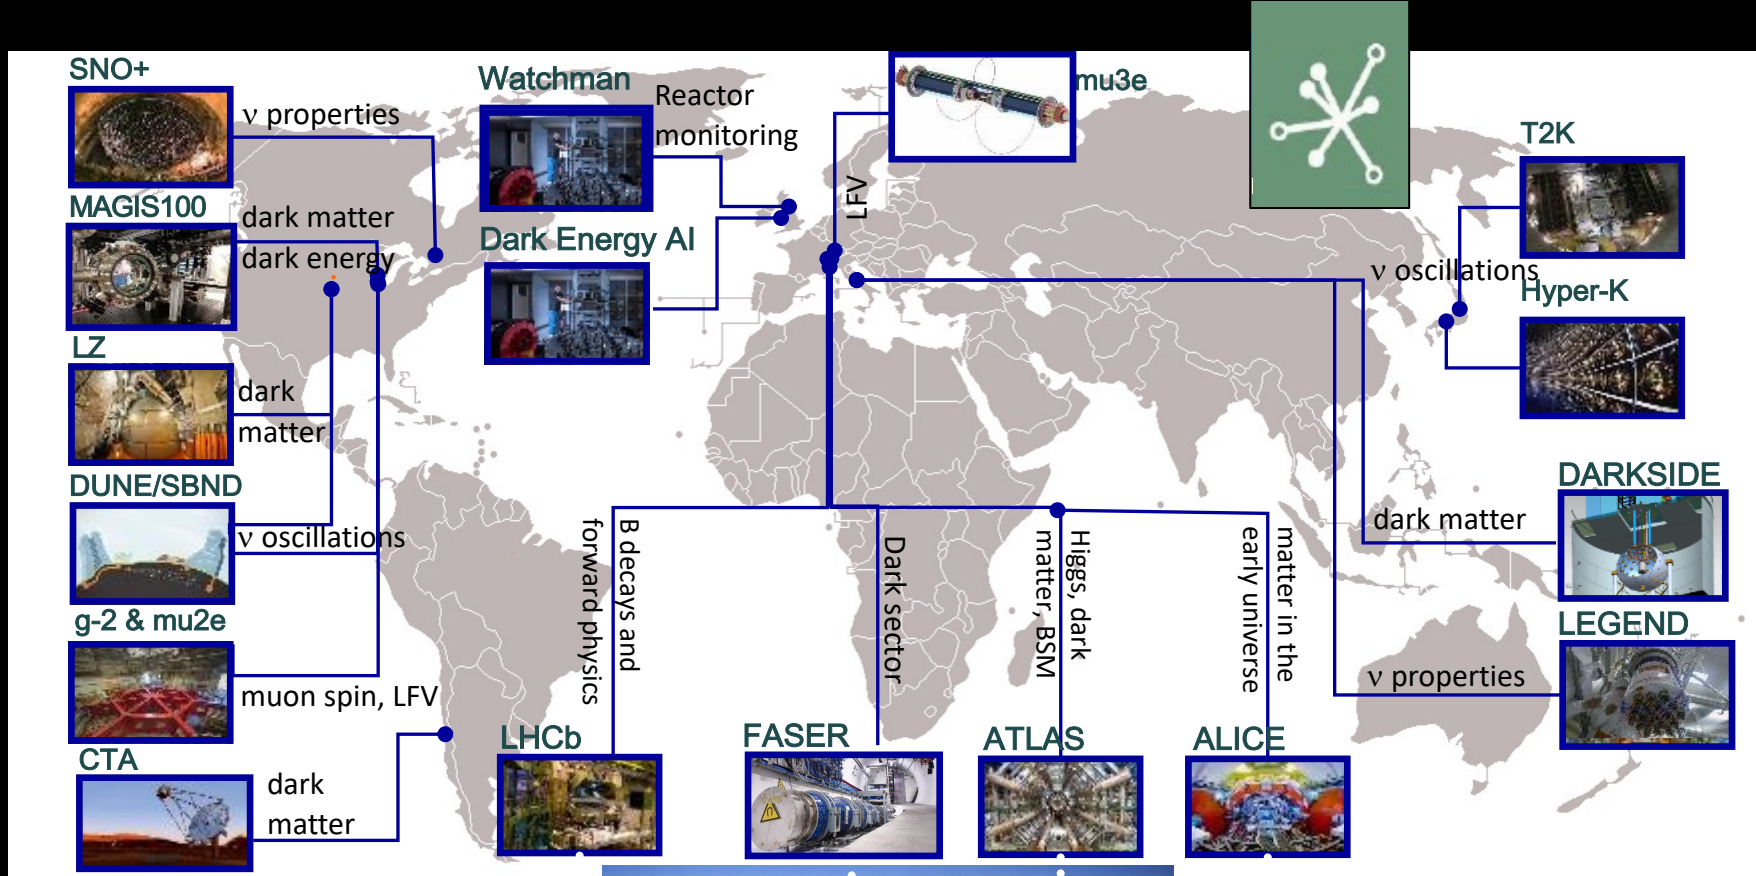 SNO+
ν properties
MAGIS100
dark matter
dark energy
LZ
dark
matter
DUNE/SBND
ν oscillations
g-2 & mu2e
muon spin, LFV
CTA
dark
matter
Watchman
Reactor
monitoring
Dark Energy AI
mu3e
LFV
T2K
ν oscillations
Hyper-K
DARKSIDE
dark matter
LEGEND
ν properties
B decays and
forward physics
LHCb
Dark sector
FASER
Higgs, dark
matter, BSM
ATLAS
matter in the
early universe
ALICE